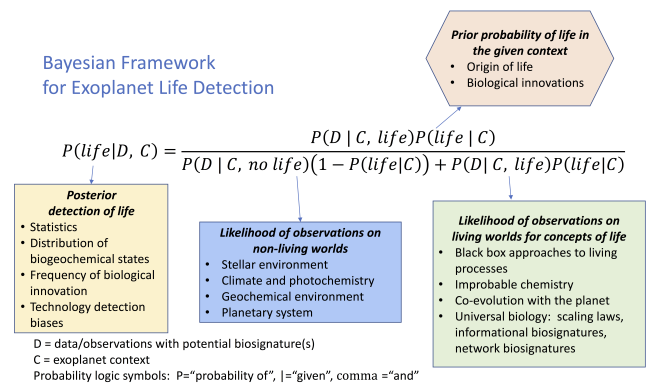 Bayesian Framework
for Exoplanet Life Detection
Prior probability of life in
the given context
• Origin of life
• Biological innovations
P(life|D, C) = P(D | C, life)P(life | C) / P(D | C, no life)(1 − P(life|C)) + P(D| C, life)P(life|C)
Posterior
detection of life
• Statistics
• Distribution of
biogeochemical states
• Frequency of biological
innovation
• Technology detection
biases
Likelihood of observations on
non-living worlds
• Stellar environment
• Climate and photochemistry
• Geochemical environment
• Planetary system
Likelihood of observations on
living worlds for concepts of life
• Black box approaches to living
processes
• Improbable chemistry
• Co-evolution with the planet
• Universal biology: scaling laws,
informational biosignatures,
network biosignatures
D = data/observations with potential biosignature(s)
C = exoplanet context
Probability logic symbols: P=“probability of”, |=“given”, comma =“and”